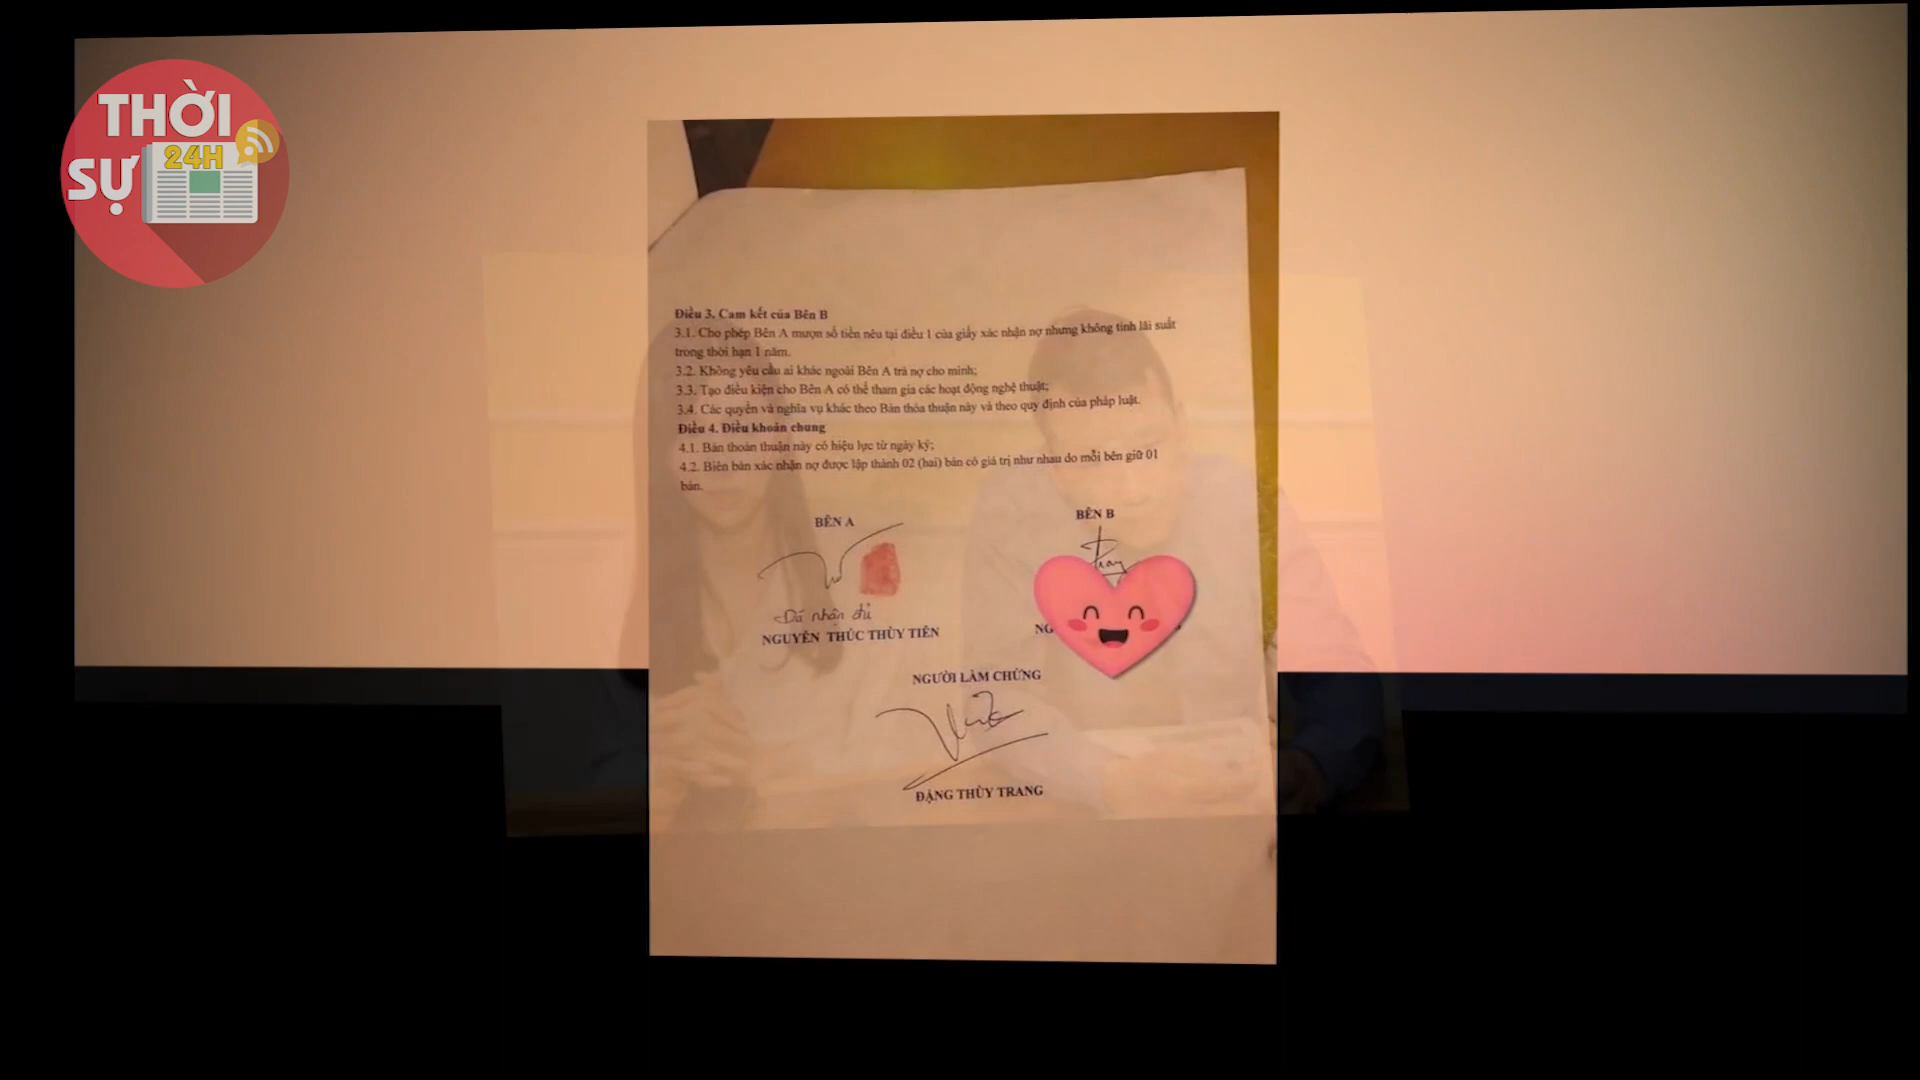 THỜI
SỰ
24H
Điều 3. Cam kết của Bên B
3.1. Cho phép Bên A mượn số tiền nêu tại điều 1 của giấy xác nhận nợ nhưng không tính lãi suất
trong thời hạn 1 năm.
3.2. Không yêu cầu ai khác ngoài Bên A trả nợ cho mình;
3.3. Tạo điều kiện cho Bên A có thể tham gia các hoạt động nghệ thuật;
3.4. Các quyền và nghĩa vụ khác theo Bản thỏa thuận này và theo quy định của pháp luật.
Điều 4. Điều khoản chung
4.1. Bản thoản thuận này có hiệu lực từ ngày ký;
4.2. Biên bản xác nhận nợ được lập thành 02 (hai) bản có giá trị như nhau do mỗi bên giữ 01
bản.
BÊN A
BÊN B
Đã nhận đủ
NGUYỄN THÚC THÙY TIÊN
NG
NGƯỜI LÀM CHỨNG
ĐẶNG THÙY TRANG